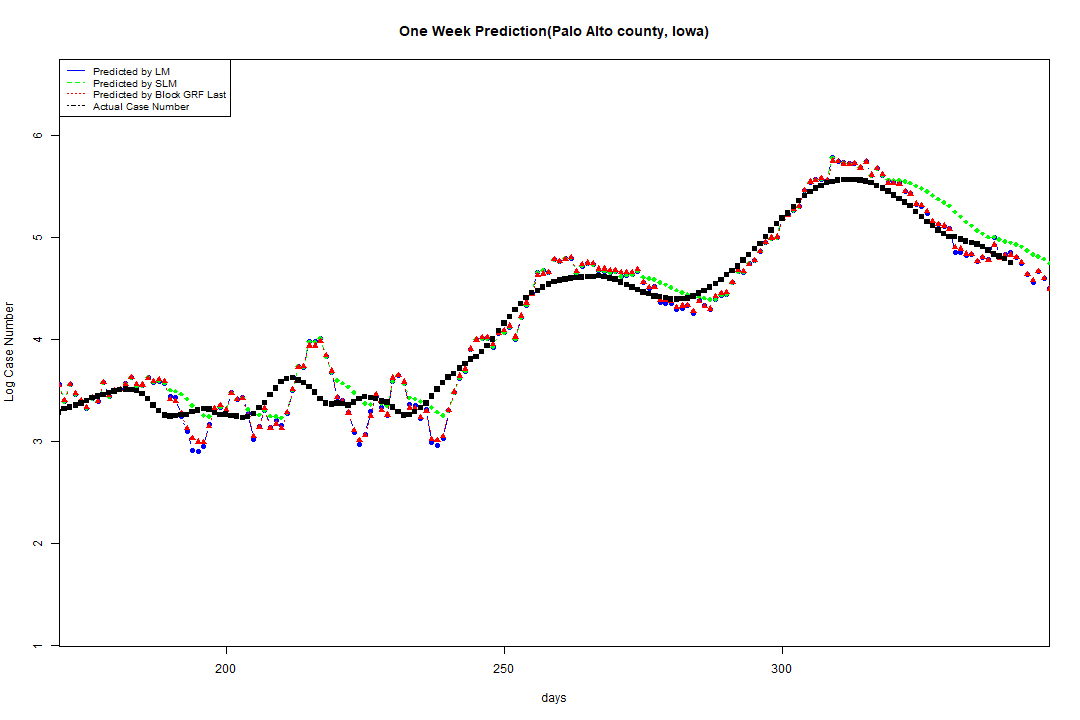 One Week Prediction(Palo Alto county, Iowa)
Predicted by LM
Predicted by SLM
Predicted by Block GRF Last
Actual Case Number
6
5
4
3
2
1
Log Case Number
200 250 300
days